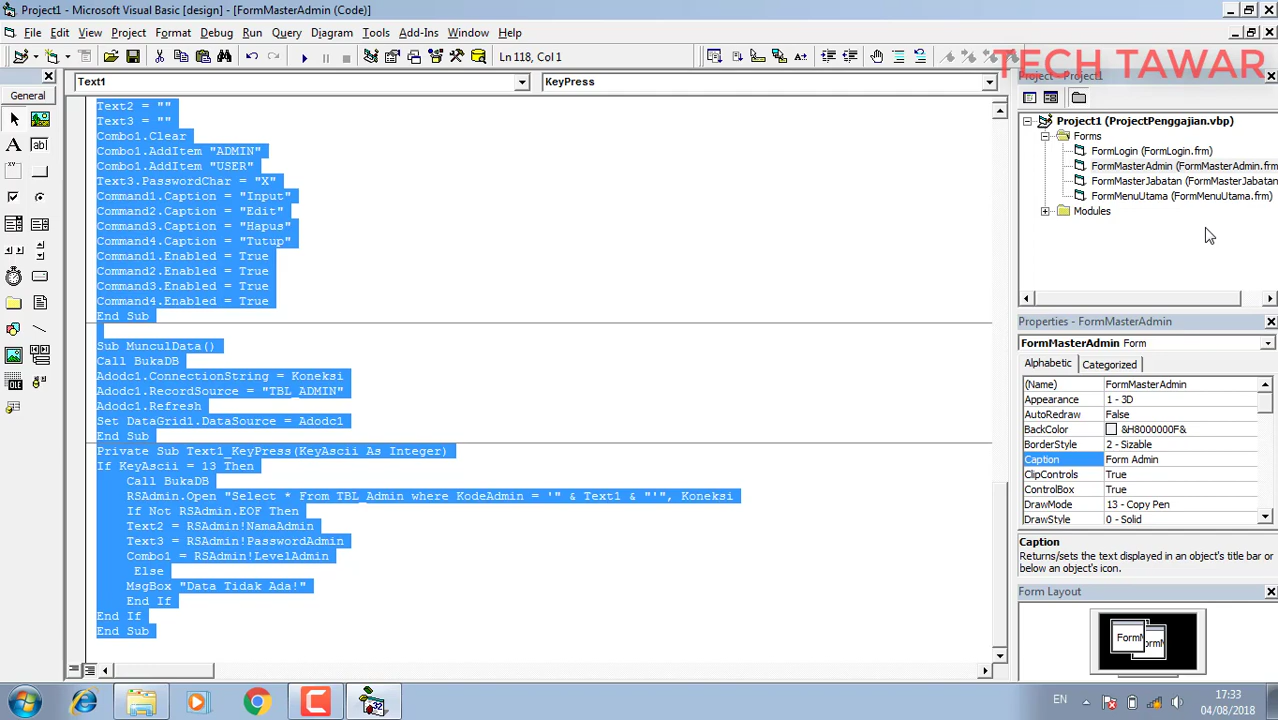 Project1 - Microsoft Visual Basic [design] - [FormMasterAdmin (Code)]
File Edit View Project Format Debug Run Query Diagram Tools Add-Ins Window Help
Ln 118, Col 1
TECH TAWAR
General
Text1
KeyPress
Text2 = ""
Text3 = ""
Combo1.Clear
Combo1.AddItem "ADMIN"
Combo1.AddItem "USER"
Text3.PasswordChar = "X"
Command1.Caption = "Input"
Command2.Caption = "Edit"
Command3.Caption = "Hapus"
Command4.Caption = "Tutup"
Command1.Enabled = True
Command2.Enabled = True
Command3.Enabled = True
Command4.Enabled = True
End Sub
Sub MunculData()
Call BukaDB
Adodc1.ConnectionString = Koneksi
Adodc1.RecordSource = "TBL_ADMIN"
Adodc1.Refresh
Set DataGrid1.DataSource = Adodc1
End Sub
Private Sub Text1_KeyPress(KeyAscii As Integer)
If KeyAscii = 13 Then
Call BukaDB
RSAdmin.Open "Select * From TBL_Admin where KodeAdmin = '" & Text1 & "'", Koneksi
If Not RSAdmin.EOF Then
Text2 = RSAdmin!NamaAdmin
Text3 = RSAdmin!PasswordAdmin
Combo1 = RSAdmin!LevelAdmin
Else
MsgBox "Data Tidak Ada!"
End If
End If
End Sub
Project - Project1
Project1 (ProjectPenggajian.vbp)
Forms
FormLogin (FormLogin.frm)
FormMasterAdmin (FormMasterAdmin.frm
FormMasterJabatan (FormMasterJabatan
FormMenuUtama (FormMenuUtama.frm)
Modules
Properties - FormMasterAdmin
FormMasterAdmin Form
Alphabetic Categorized
(Name) FormMasterAdmin
Appearance 1 - 3D
AutoRedraw False
BackColor &H8000000F&
BorderStyle 2 - Sizable
Caption Form Admin
ClipControls True
ControlBox True
DrawMode 13 - Copy Pen
DrawStyle 0 - Solid
Caption
Returns/sets the text displayed in an object's title bar or below an object's icon.
Form Layout
EN
17:33
04/08/2018